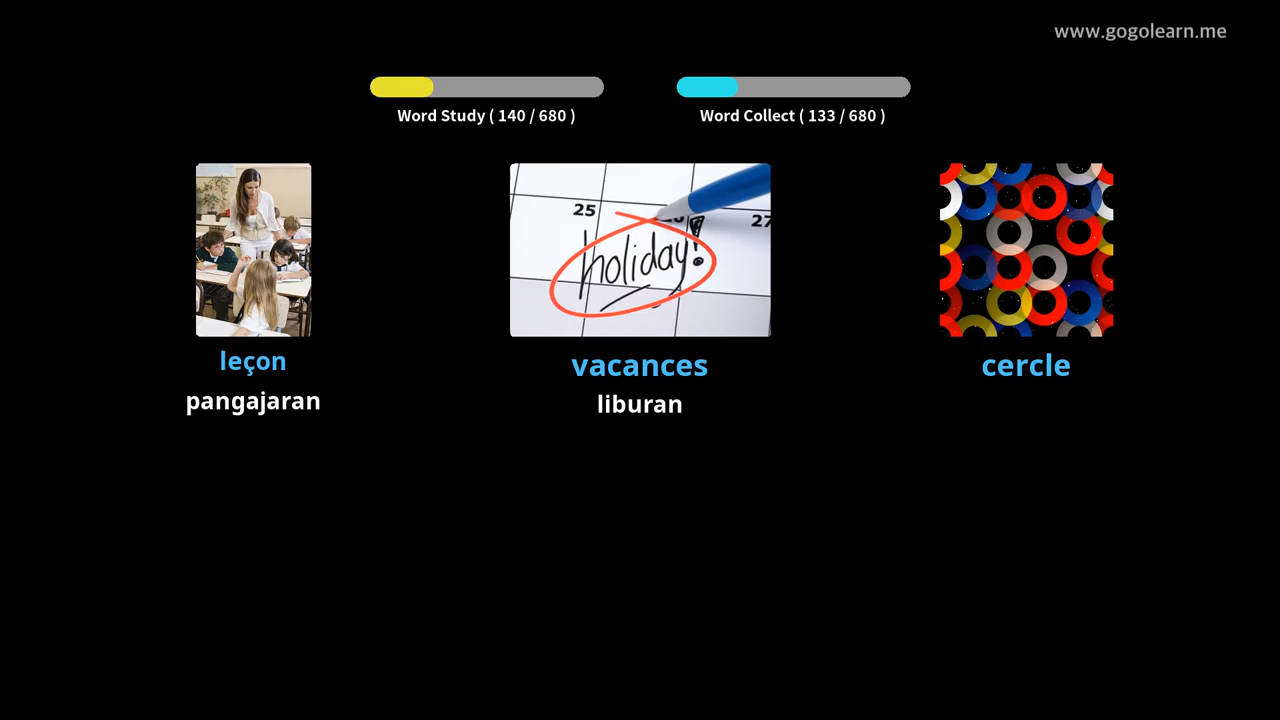 www.gogolearn.me
Word Study ( 140 / 680 )
Word Collect ( 133 / 680 )
25
27
holiday!
leçon
vacances
cercle
pangajaran
liburan